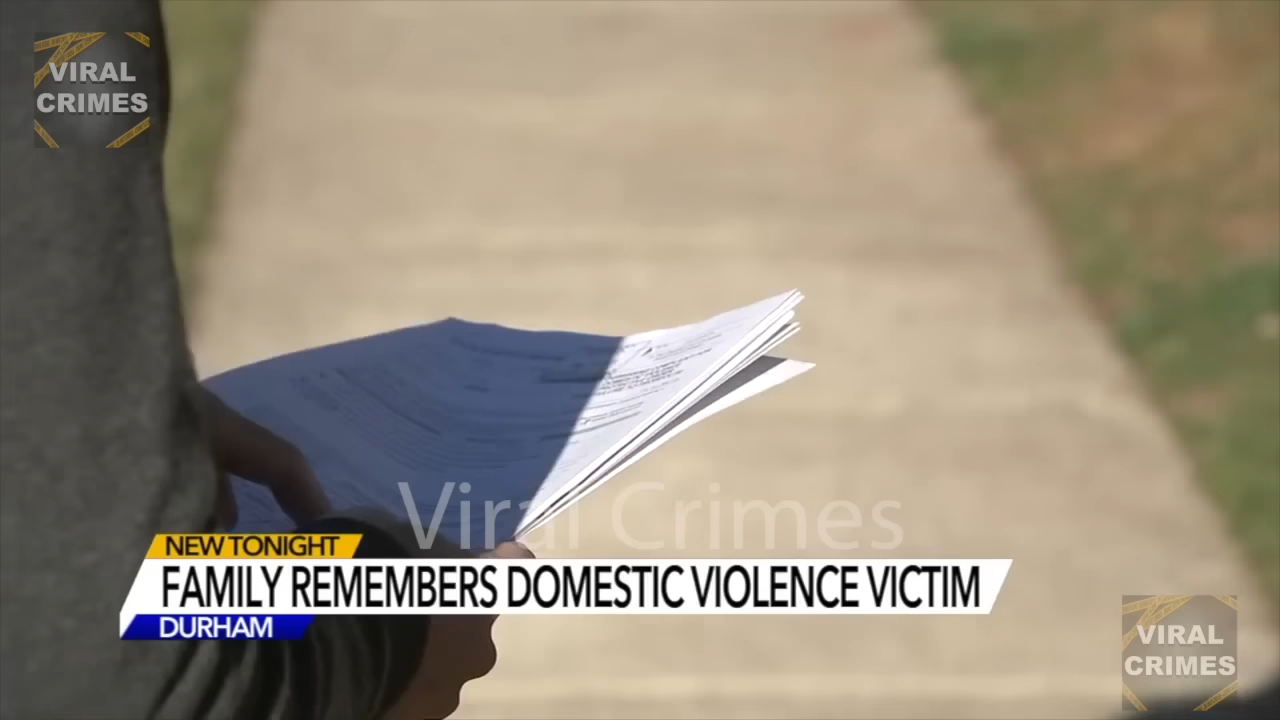 VIRAL
CRIMES
Viral Crimes
NEW TONIGHT
FAMILY REMEMBERS DOMESTIC VIOLENCE VICTIM
DURHAM
VIRAL
CRIMES